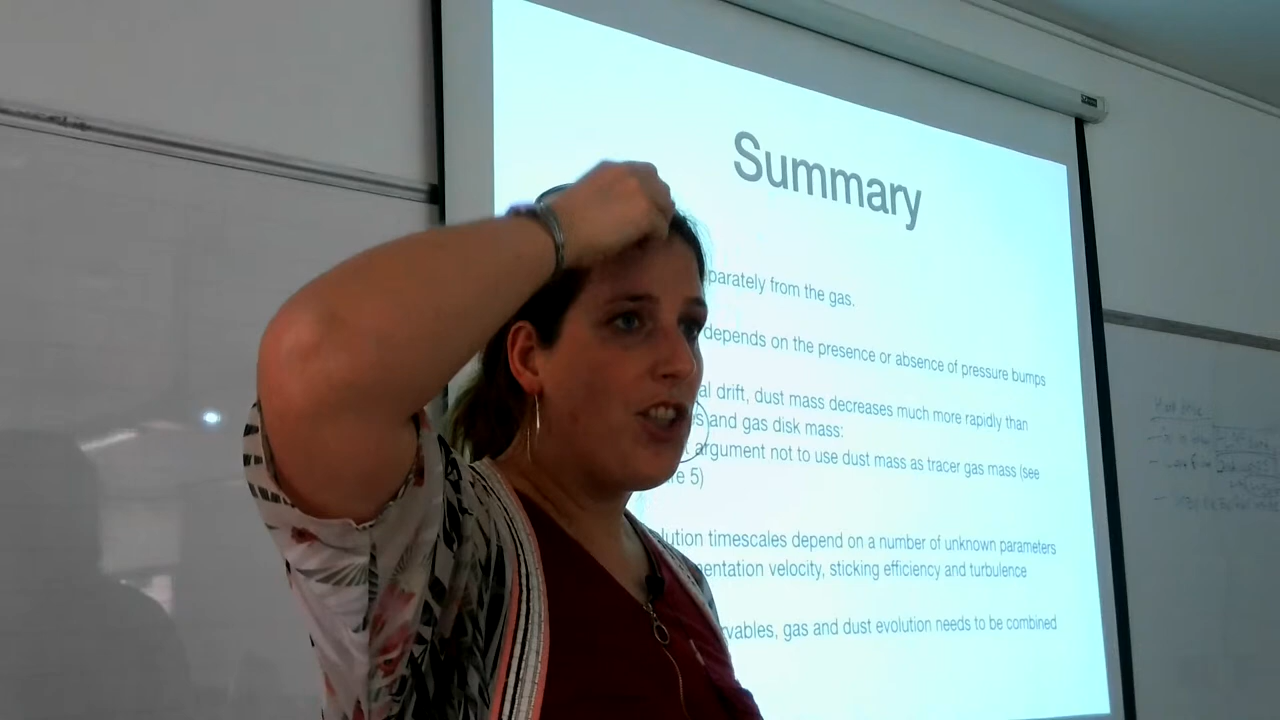 Summary
parately from the gas.
depends on the presence or absence of pressure bumps
al drift, dust mass decreases much more rapidly than
s and gas disk mass:
argument not to use dust mass as tracer gas mass (see
re 5)
lution timescales depend on a number of unknown parameters
mentation velocity, sticking efficiency and turbulence
vables, gas and dust evolution needs to be combined